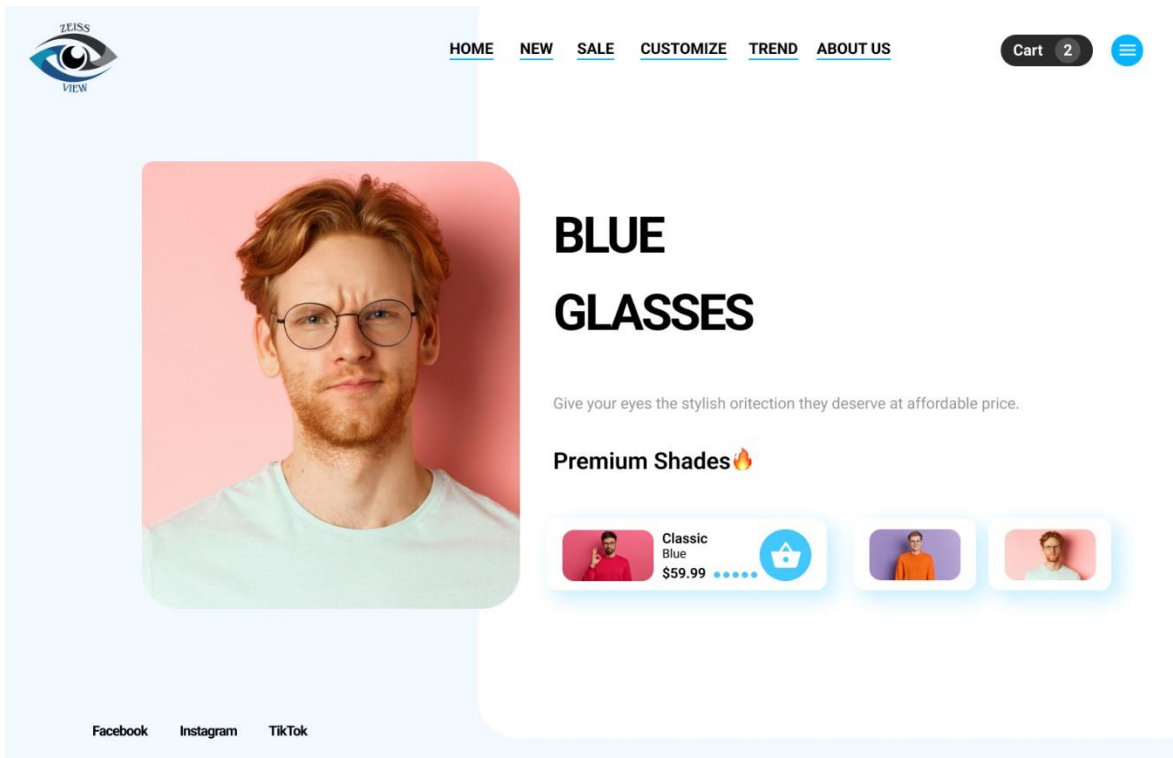 ZEISS
VIEW
HOME NEW SALE CUSTOMIZE TREND ABOUT US
Cart 2
BLUE
GLASSES
Give your eyes the stylish oritection they deserve at affordable price.
Premium Shades🔥
Classic
Blue
$59.99
Facebook Instagram TikTok